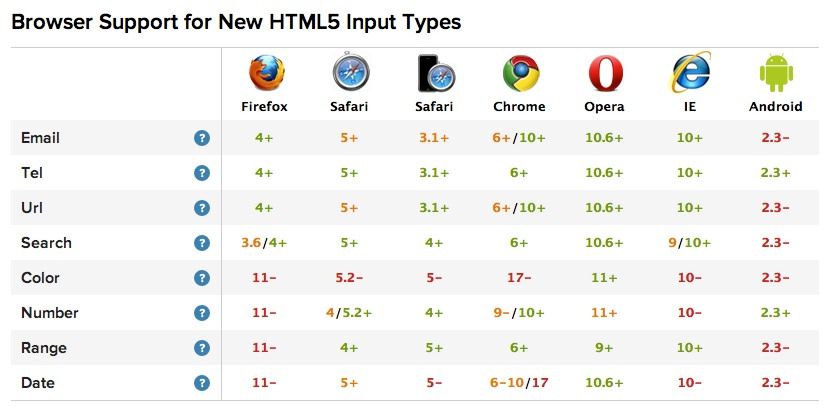 Browser Support for New HTML5 Input Types
Firefox Safari Safari Chrome Opera IE Android
Email ? 4+ 5+ 3.1+ 6+/10+ 10.6+ 10+ 2.3–
Tel ? 4+ 5+ 3.1+ 6+ 10.6+ 10+ 2.3+
Url ? 4+ 5+ 3.1+ 6+/10+ 10.6+ 10+ 2.3–
Search ? 3.6/4+ 5+ 4+ 6+ 10.6+ 9/10+ 2.3–
Color ? 11– 5.2– 5– 17– 11+ 10– 2.3–
Number ? 11– 4/5.2+ 4+ 9–/10+ 11+ 10– 2.3+
Range ? 11– 4+ 5+ 6+ 9+ 10+ 2.3–
Date ? 11– 5+ 5– 6–10/17 10.6+ 10– 2.3–